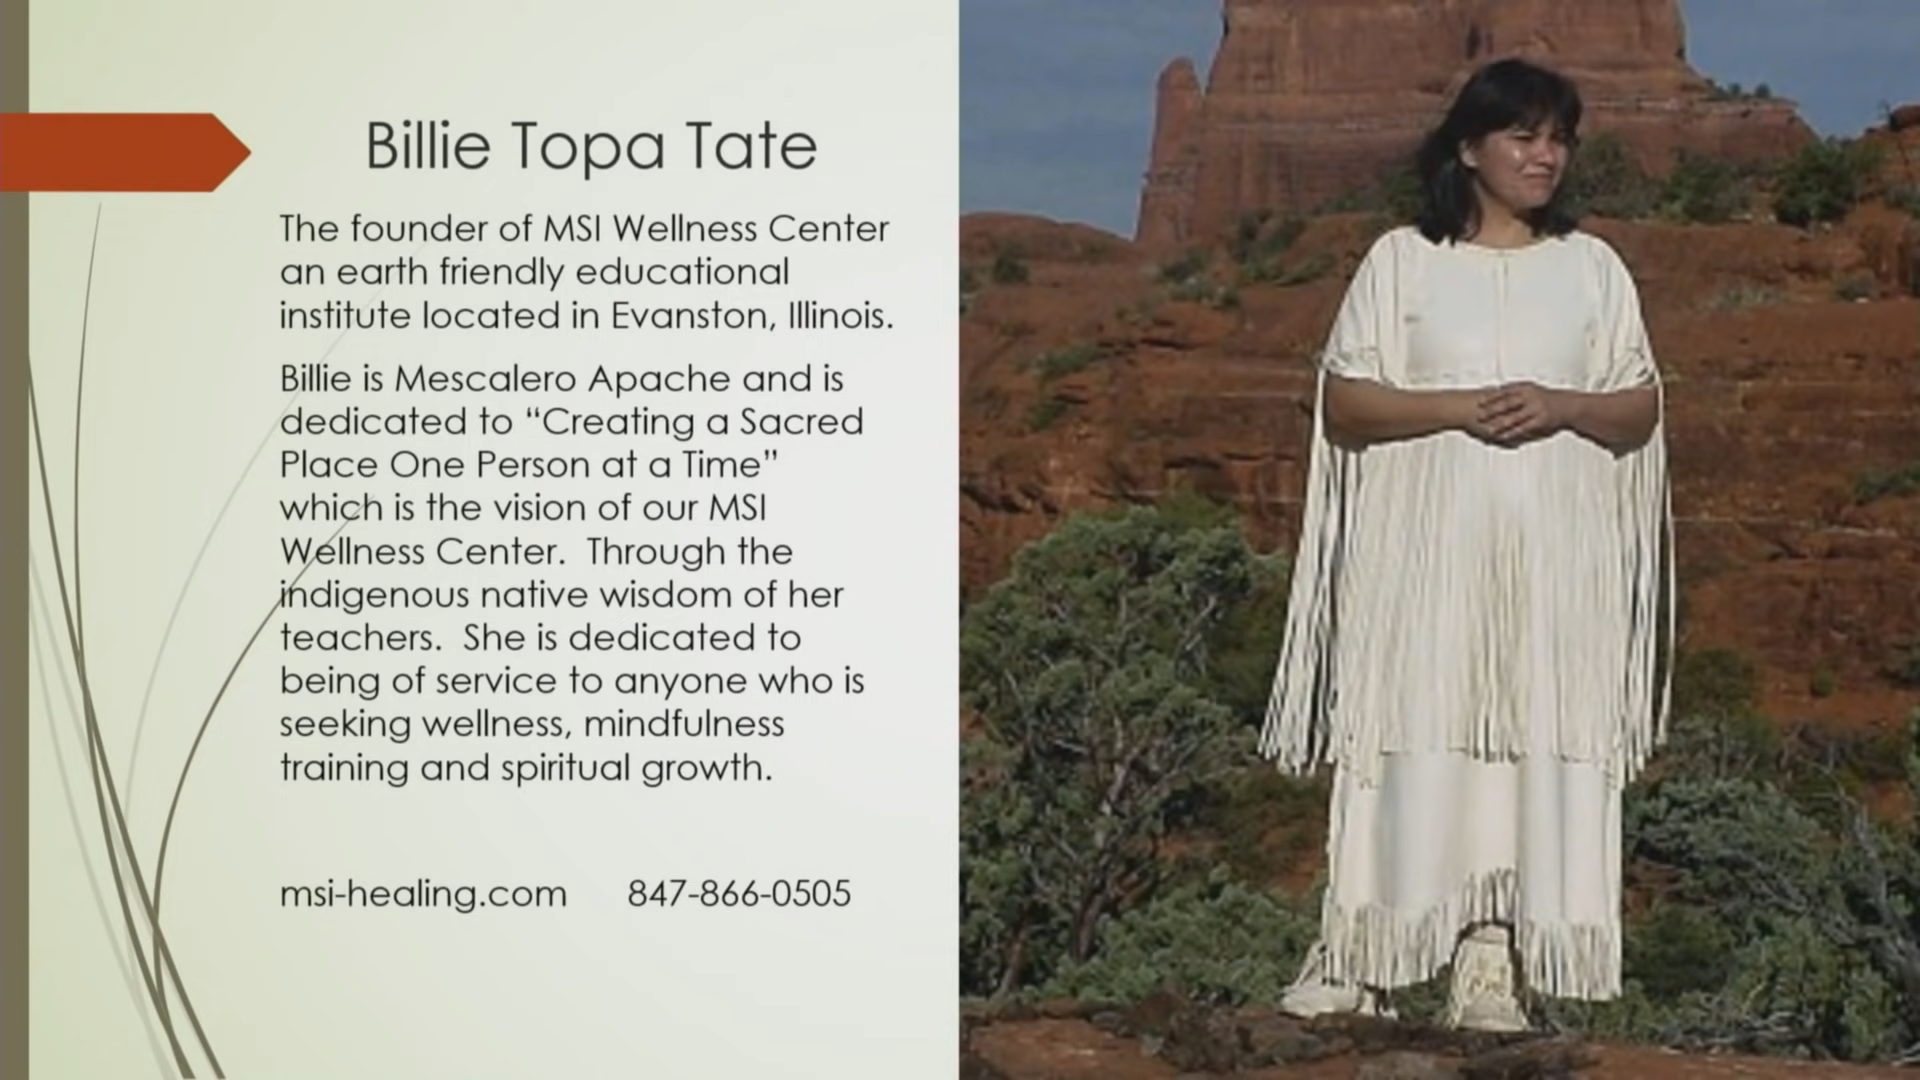 Billie Topa Tate
The founder of MSI Wellness Center
an earth friendly educational
institute located in Evanston, Illinois.
Billie is Mescalero Apache and is
dedicated to “Creating a Sacred
Place One Person at a Time”
which is the vision of our MSI
Wellness Center.  Through the
indigenous native wisdom of her
teachers.  She is dedicated to
being of service to anyone who is
seeking wellness, mindfulness
training and spiritual growth.
msi-healing.com 847-866-0505